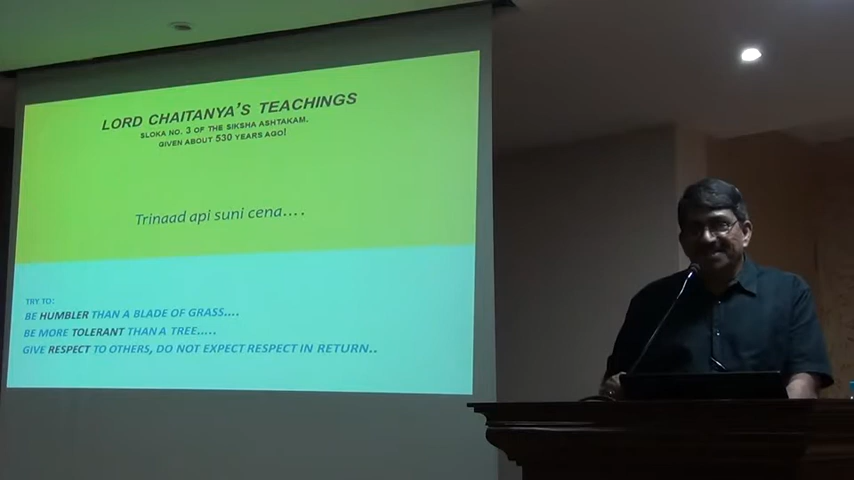 LORD CHAITANYA'S TEACHINGS
SLOKA NO. 3 OF THE SIKSHA ASHTAKAM.
GIVEN ABOUT 530 YEARS AGO!
Trinaad api suni cena....
TRY TO:
BE HUMBLER THAN A BLADE OF GRASS....
BE MORE TOLERANT THAN A TREE.....
GIVE RESPECT TO OTHERS, DO NOT EXPECT RESPECT IN RETURN..